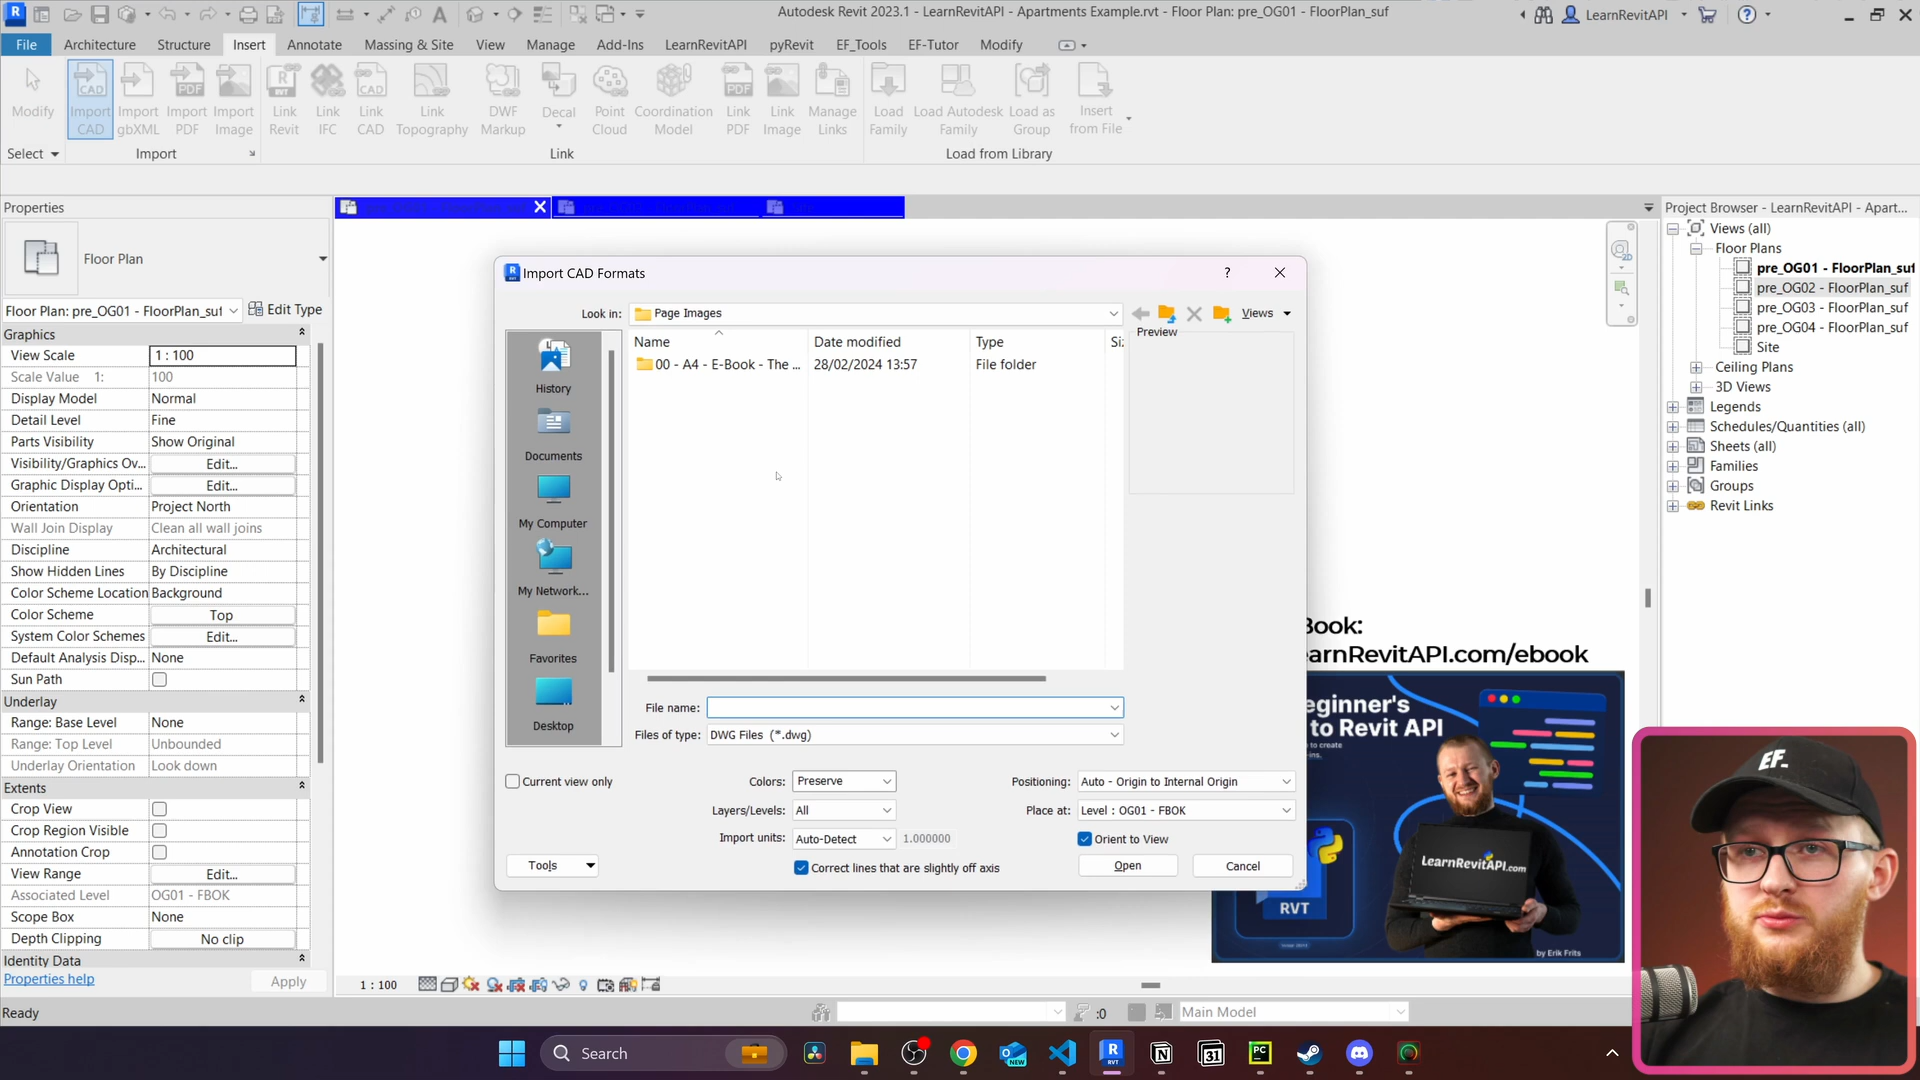 Autodesk Revit 2023.1 - LearnRevitAPI - Apartments Example.rvt - Floor Plan: pre_OG01 - FloorPlan_suf
LearnRevitAPI
File Architecture Structure Insert Annotate Massing & Site View Manage Add-Ins LearnRevitAPI pyRevit EF_Tools EF-Tutor Modify
Modify
Import CAD
Import gbXML
Import PDF
Import Image
Link Revit
Link IFC
Link CAD
Link Topography
DWF Markup
Decal
Point Cloud
Coordination Model
Link PDF
Link Image
Manage Links
Load Family
Load Autodesk Family
Load as Group
Insert from File
Select
Import
Link
Load from Library
Properties
Floor Plan
Floor Plan: pre_OG01 - FloorPlan_suf
Edit Type
Graphics
View Scale 1 : 100
Scale Value 1: 100
Display Model Normal
Detail Level Fine
Parts Visibility Show Original
Visibility/Graphics Ov... Edit...
Graphic Display Opti... Edit...
Orientation Project North
Wall Join Display Clean all wall joins
Discipline Architectural
Show Hidden Lines By Discipline
Color Scheme Location Background
Color Scheme Top
System Color Schemes Edit...
Default Analysis Disp... None
Sun Path
Underlay
Range: Base Level None
Range: Top Level Unbounded
Underlay Orientation Look down
Extents
Crop View
Crop Region Visible
Annotation Crop
View Range Edit...
Associated Level OG01 - FBOK
Scope Box None
Depth Clipping No clip
Identity Data
Properties help
Apply
Import CAD Formats
?
Look in: Page Images
Views
Preview
Name Date modified Type Si
00 - A4 - E-Book - The ... 28/02/2024 13:57 File folder
History
Documents
My Computer
My Network...
Favorites
Desktop
File name:
Files of type: DWG Files (*.dwg)
Current view only
Colors: Preserve
Positioning: Auto - Origin to Internal Origin
Layers/Levels: All
Place at: Level : OG01 - FBOK
Import units: Auto-Detect 1.000000
Orient to View
Correct lines that are slightly off axis
Tools
Open
Cancel
Project Browser - LearnRevitAPI - Apart...
Views (all)
Floor Plans
pre_OG01 - FloorPlan_suf
pre_OG02 - FloorPlan_suf
pre_OG03 - FloorPlan_suf
pre_OG04 - FloorPlan_suf
Site
Ceiling Plans
3D Views
Legends
Schedules/Quantities (all)
Sheets (all)
Families
Groups
Revit Links
Book:
arnRevitAPI.com/ebook
eginner's
to Revit API
LearnRevitAPI.com
RVT
by Erik Frits
EF.
1 : 100
Ready
:0
Main Model
Search
NEW
RVT
31
PC